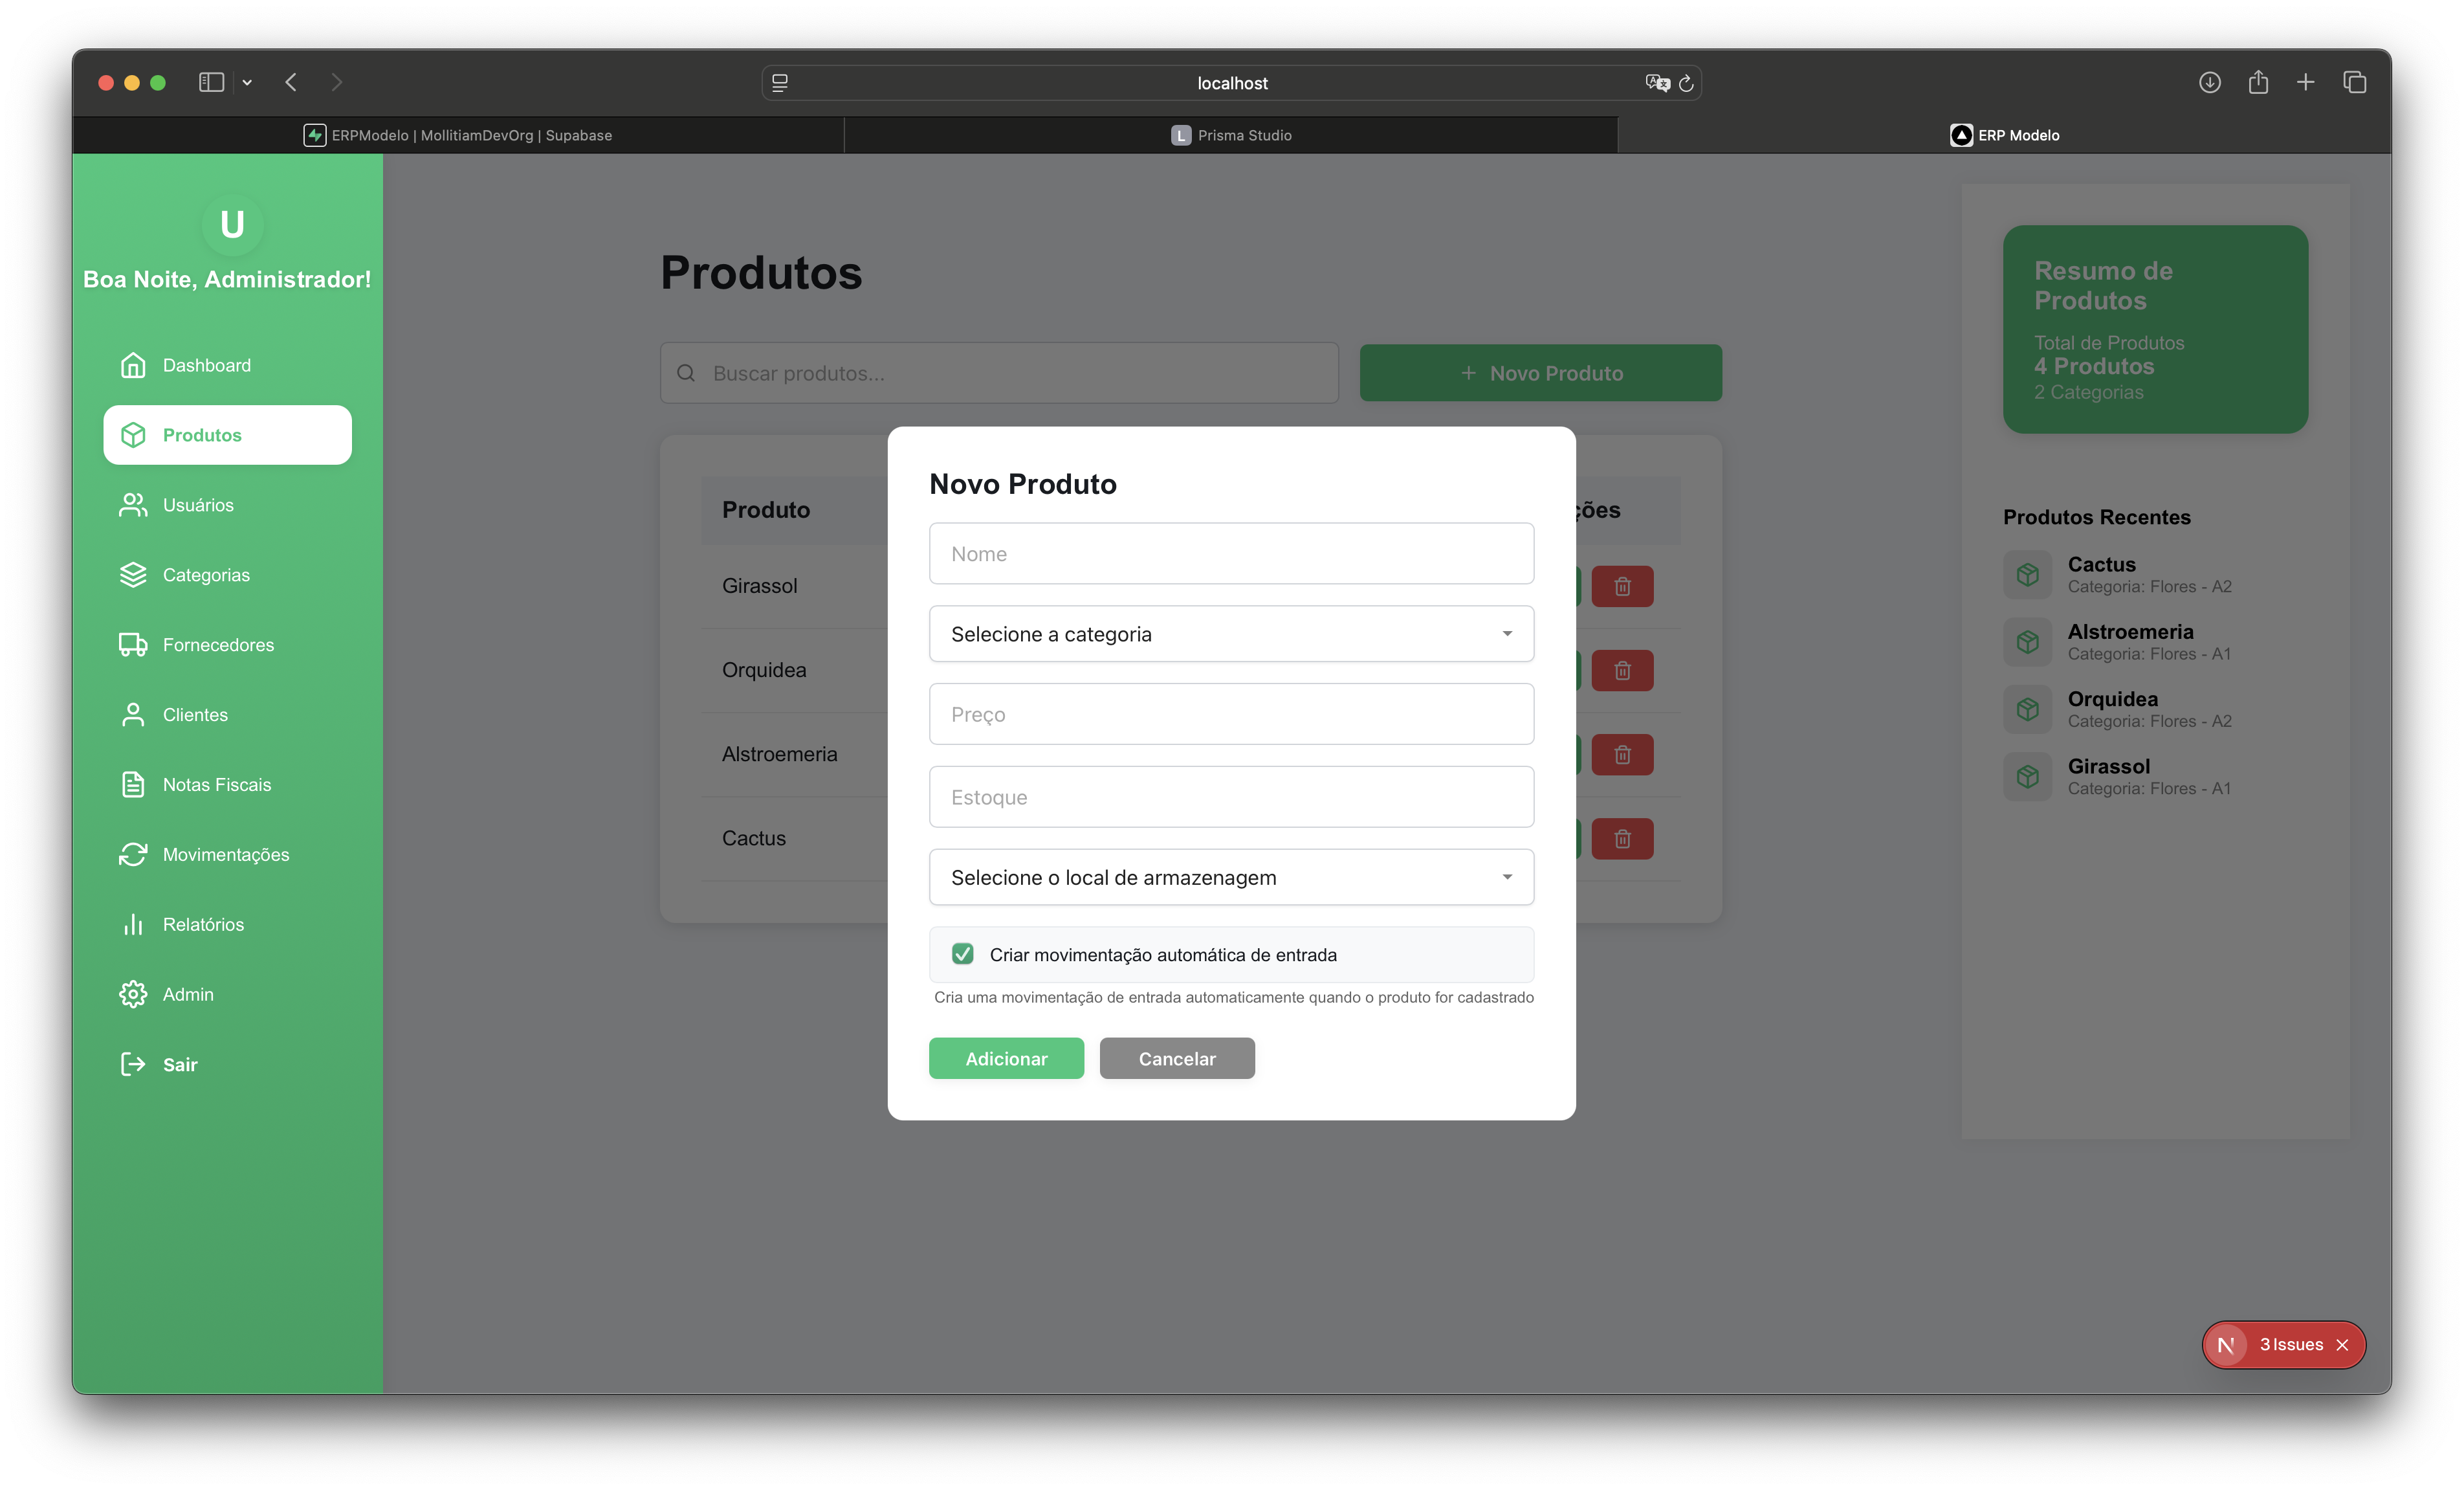 localhost
ERPModelo | MollitiamDevOrg | Supabase
L Prisma Studio
ERP Modelo
U
Boa Noite, Administrador!
Dashboard
Produtos
Usuários
Categorias
Fornecedores
Clientes
Notas Fiscais
Movimentações
Relatórios
Admin
Sair
Produtos
Buscar produtos...
+ Novo Produto
Produto
ções
Girassol
Orquidea
Alstroemeria
Cactus
Novo Produto
Nome
Selecione a categoria
Preço
Estoque
Selecione o local de armazenagem
Criar movimentação automática de entrada
Cria uma movimentação de entrada automaticamente quando o produto for cadastrado
Adicionar
Cancelar
Resumo de
Produtos
Total de Produtos
4 Produtos
2 Categorias
Produtos Recentes
Cactus
Categoria: Flores - A2
Alstroemeria
Categoria: Flores - A1
Orquidea
Categoria: Flores - A2
Girassol
Categoria: Flores - A1
N 3 Issues